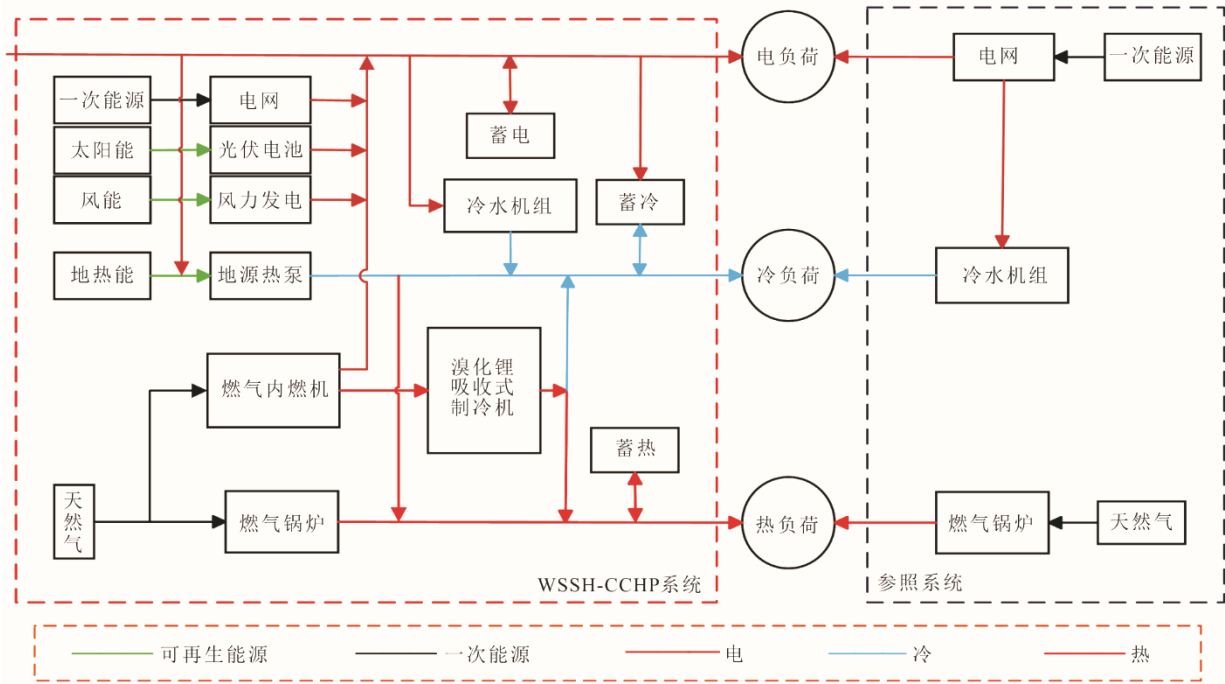 电负荷
电网
一次能源
一次能源
电网
蓄电
太阳能
光伏电池
风能
风力发电
冷水机组
蓄冷
地热能
地源热泵
冷负荷
冷水机组
燃气内燃机
溴化锂
吸收式
制冷机
蓄热
天
然
气
燃气锅炉
热负荷
燃气锅炉
天然气
WSSH-CCHP系统
参照系统
可再生能源
一次能源
电
冷
热